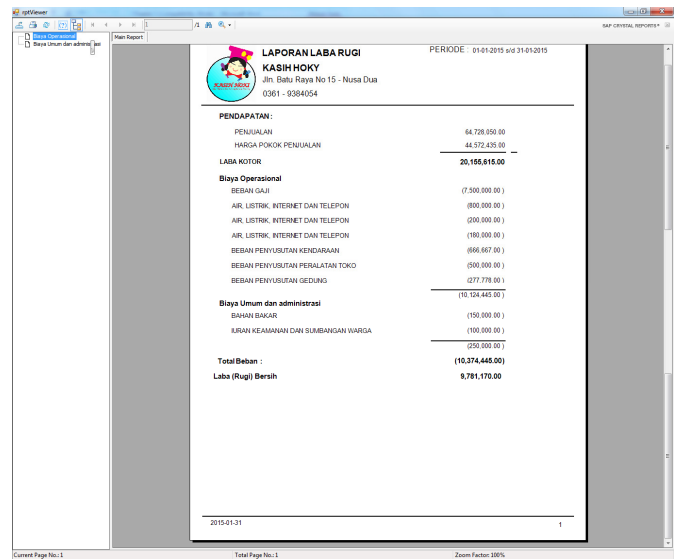 rptViewer
1
/1
SAP CRYSTAL REPORTS®
Biaya Operasional
Biaya Umum dan administrasi
Main Report
LAPORAN LABA RUGI
PERIODE : 01-01-2015 s/d 31-01-2015
KASIH HOKY
Jln. Batu Raya No 15 - Nusa Dua
0361 - 9384054
KASIH HOKI
PENDAPATAN :
PENJUALAN 64,728,050.00
HARGA POKOK PENJUALAN 44,572,435.00 –
LABA KOTOR 20,155,615.00
Biaya Operasional
BEBAN GAJI (7,500,000.00 )
AIR, LISTRIK, INTERNET DAN TELEPON (800,000.00 )
AIR, LISTRIK, INTERNET DAN TELEPON (200,000.00 )
AIR, LISTRIK, INTERNET DAN TELEPON (180,000.00 )
BEBAN PENYUSUTAN KENDARAAN (666,667.00 )
BEBAN PENYUSUTAN PERALATAN TOKO (500,000.00 )
BEBAN PENYUSUTAN GEDUNG (277,778.00 )
(10,124,445.00 )
Biaya Umum dan administrasi
BAHAN BAKAR (150,000.00 )
IURAN KEAMANAN DAN SUMBANGAN WARGA (100,000.00 )
(250,000.00 )
Total Beban : (10,374,445.00)
Laba (Rugi) Bersih 9,781,170.00
2015-01-31 1
Current Page No.: 1 Total Page No.: 1 Zoom Factor: 100%